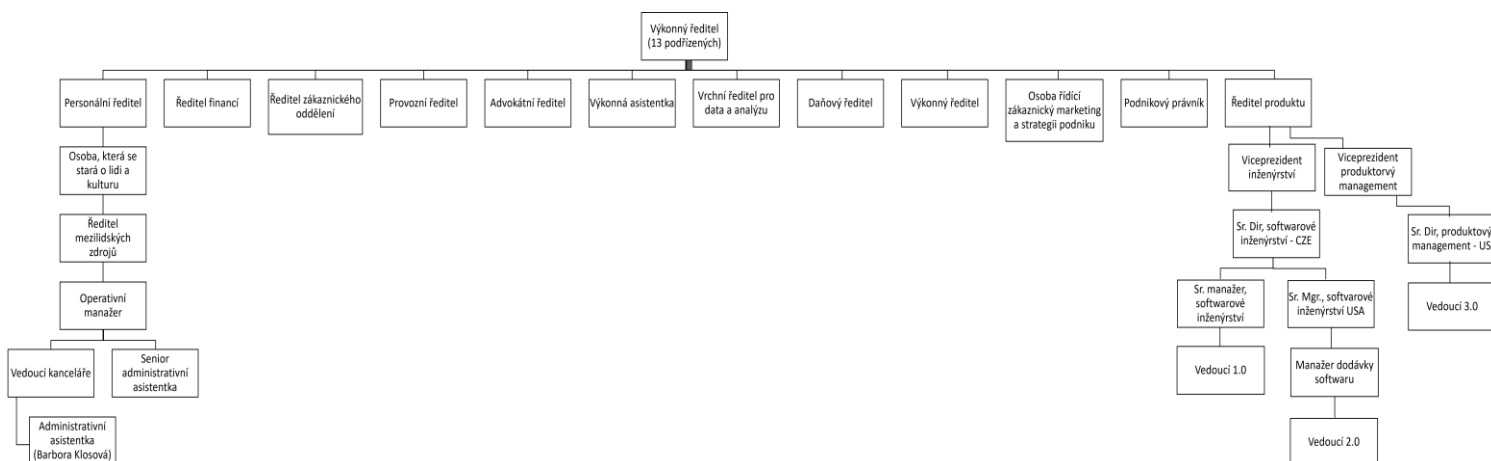 Výkonný ředitel
(13 podřízených)
Personální ředitel
Ředitel financí
Ředitel zákaznického
oddělení
Provozní ředitel
Advokátní ředitel
Výkonná asistentka
Vrchní ředitel pro
data a analýzu
Daňový ředitel
Výkonný ředitel
Osoba řídící
zákaznický marketing
a strategii podniku
Podnikový právník
Ředitel produktu
Osoba, která se
stará o lidi a
kulturu
Viceprezident
inženýrství
Viceprezident
produktorvý
management
Ředitel
mezilidských
zdrojů
Sr. Dir, softwarové
inženýrství - CZE
Sr. Dir, produktový
management - US
Operativní
manažer
Sr. manažer,
softwarové
inženýrství
Sr. Mgr., softvarové
inženýrství USA
Vedoucí 3.0
Vedoucí kanceláře
Senior
administrativní
asistentka
Vedoucí 1.0
Manažer dodávky
softwaru
Administrativní
asistentka
(Barbora Klosová)
Vedoucí 2.0